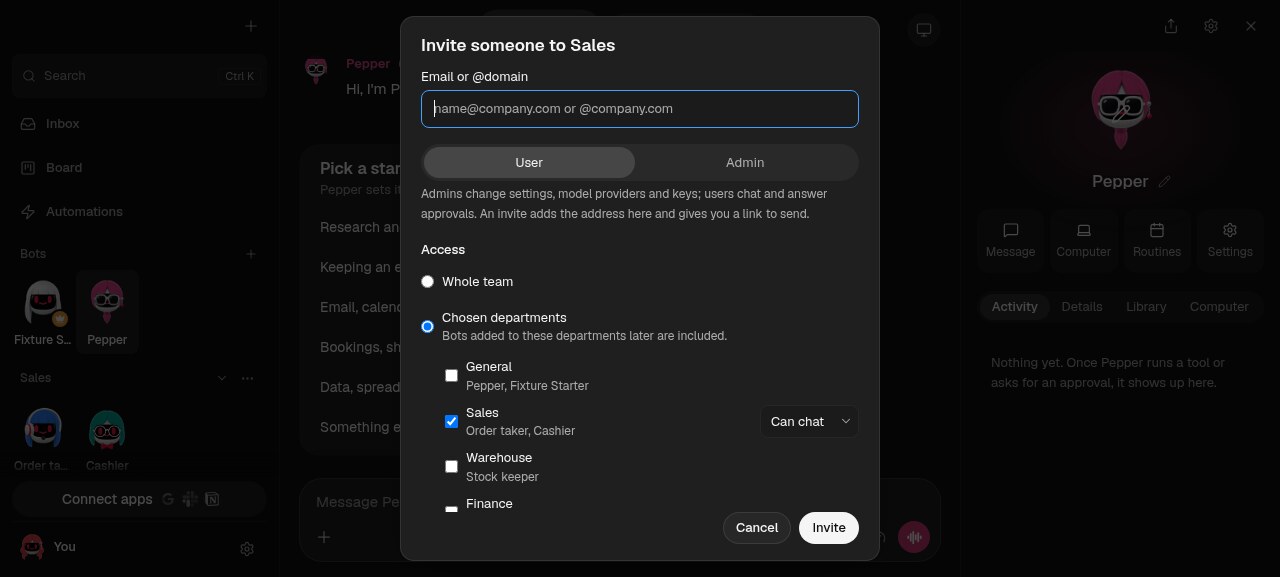 Search
Ctrl K
Inbox
Board
Automations
Bots
Fixture S...
Pepper
Sales
Order ta...
Cashier
Connect apps
You
Pepper
Hi, I'm P
Pick a star
Pepper sets i
Research an
Keeping an e
Email, calend
Bookings, sh
Data, spread
Something e
Message Pe
Invite someone to Sales
Email or @domain
name@company.com or @company.com
User
Admin
Admins change settings, model providers and keys; users chat and answer
approvals. An invite adds the address here and gives you a link to send.
Access
Whole team
Chosen departments
Bots added to these departments later are included.
General
Pepper, Fixture Starter
Sales
Order taker, Cashier
Can chat
Warehouse
Stock keeper
Finance
Cancel
Invite
Pepper
Message
Computer
Routines
Settings
Activity
Details
Library
Computer
Nothing yet. Once Pepper runs a tool or
asks for an approval, it shows up here.